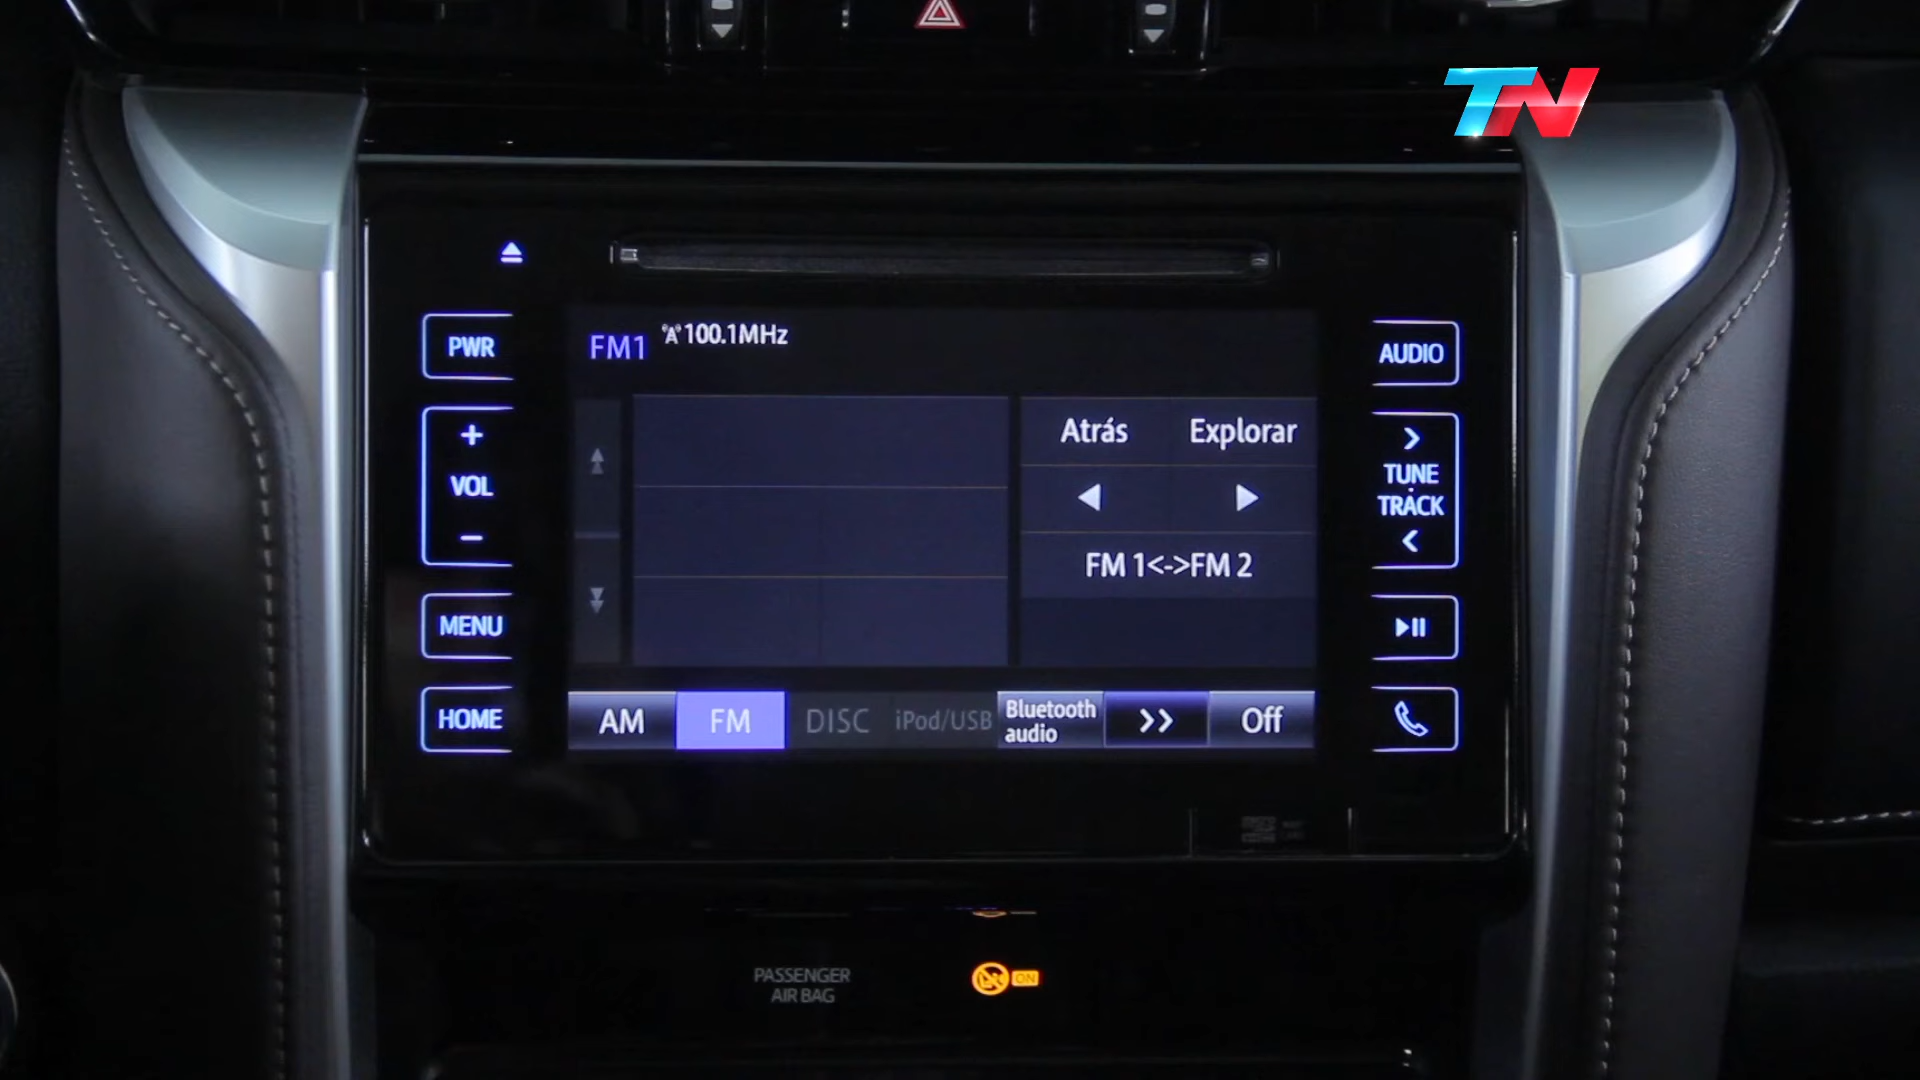 TN
PWR
FM1 100.1MHz
AUDIO
+
VOL
-
Atrás Explorar
>
TUNE
TRACK
<
FM 1<->FM 2
MENU
HOME
AM FM DISC iPod/USB Bluetooth
audio
>> Off
PASSENGER
AIR BAG
ON